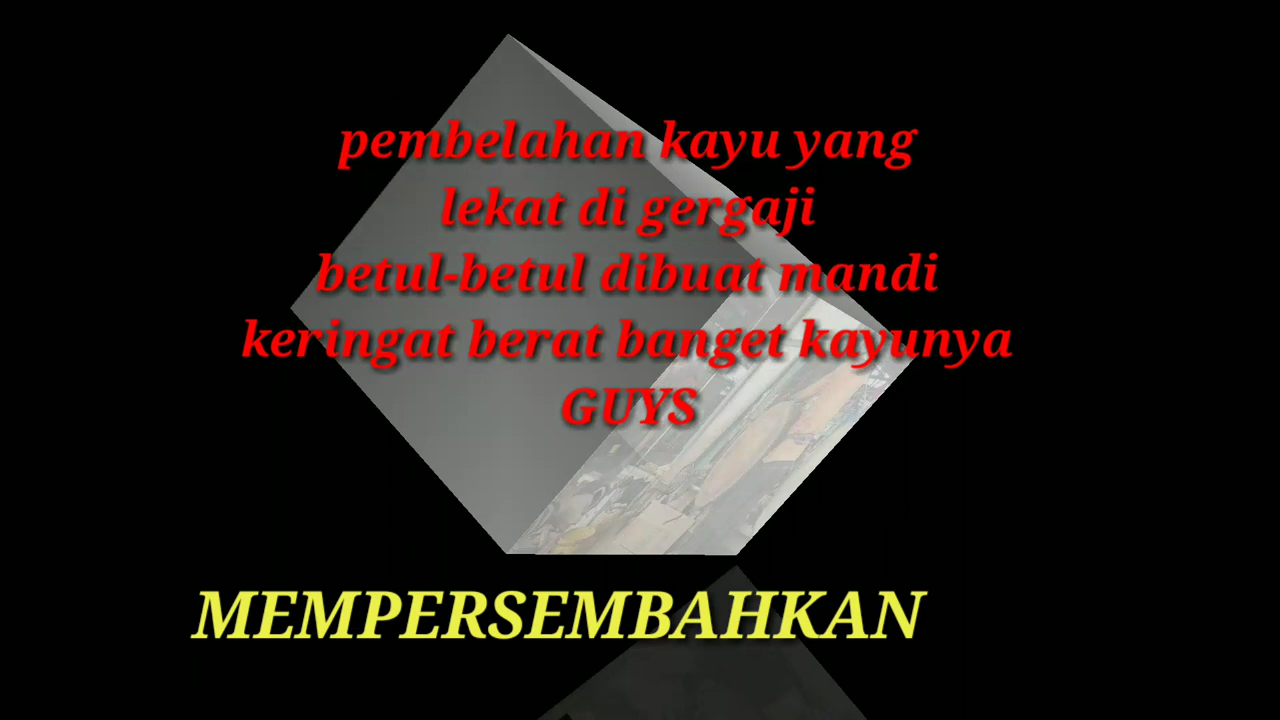 pembelahan kayu yang
lekat di gergaji
betul-betul dibuat mandi
keringat berat banget kayunya
GUYS
MEMPERSEMBAHKAN